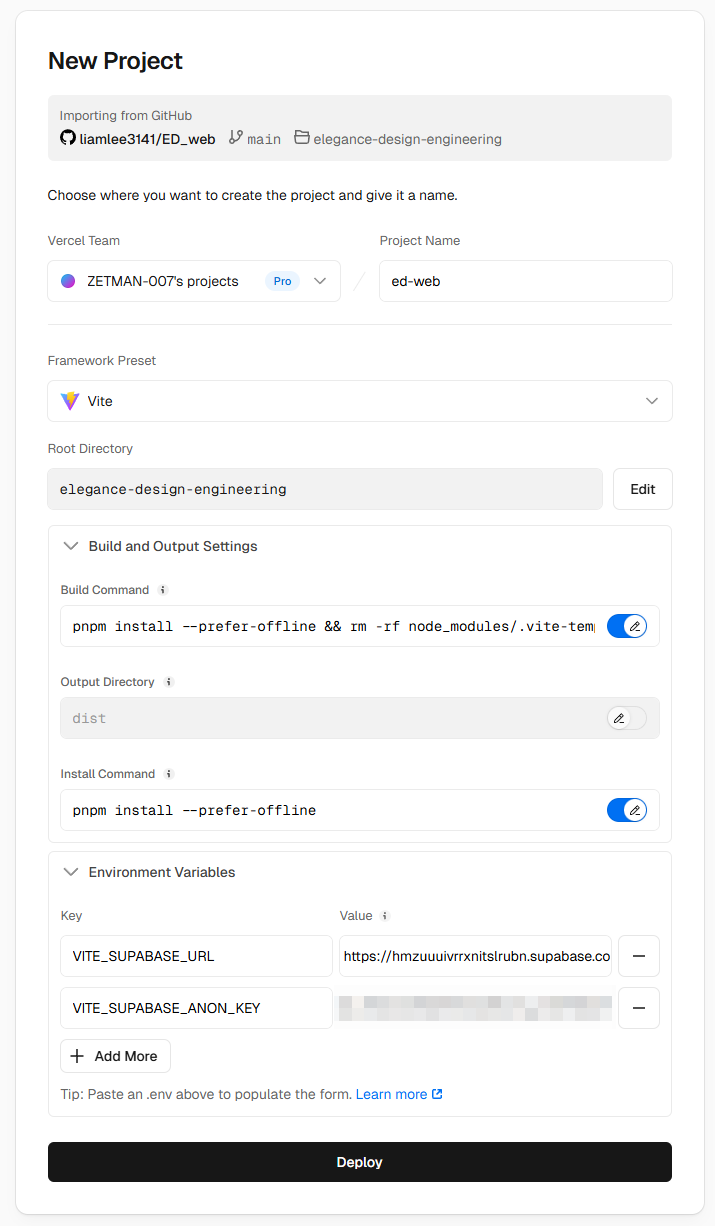 New Project
Importing from GitHub
liamlee3141/ED_web main elegance-design-engineering
Choose where you want to create the project and give it a name.
Vercel Team Project Name
ZETMAN-007's projects Pro / ed-web
Framework Preset
Vite
Root Directory
elegance-design-engineering Edit
Build and Output Settings
Build Command
pnpm install --prefer-offline && rm -rf node_modules/.vite-temp
Output Directory
dist
Install Command
pnpm install --prefer-offline
Environment Variables
Key Value
VITE_SUPABASE_URL https://hmzuuuivrrxnitslrubn.supabase.co
VITE_SUPABASE_ANON_KEY
Add More
Tip: Paste an .env above to populate the form. Learn more
Deploy